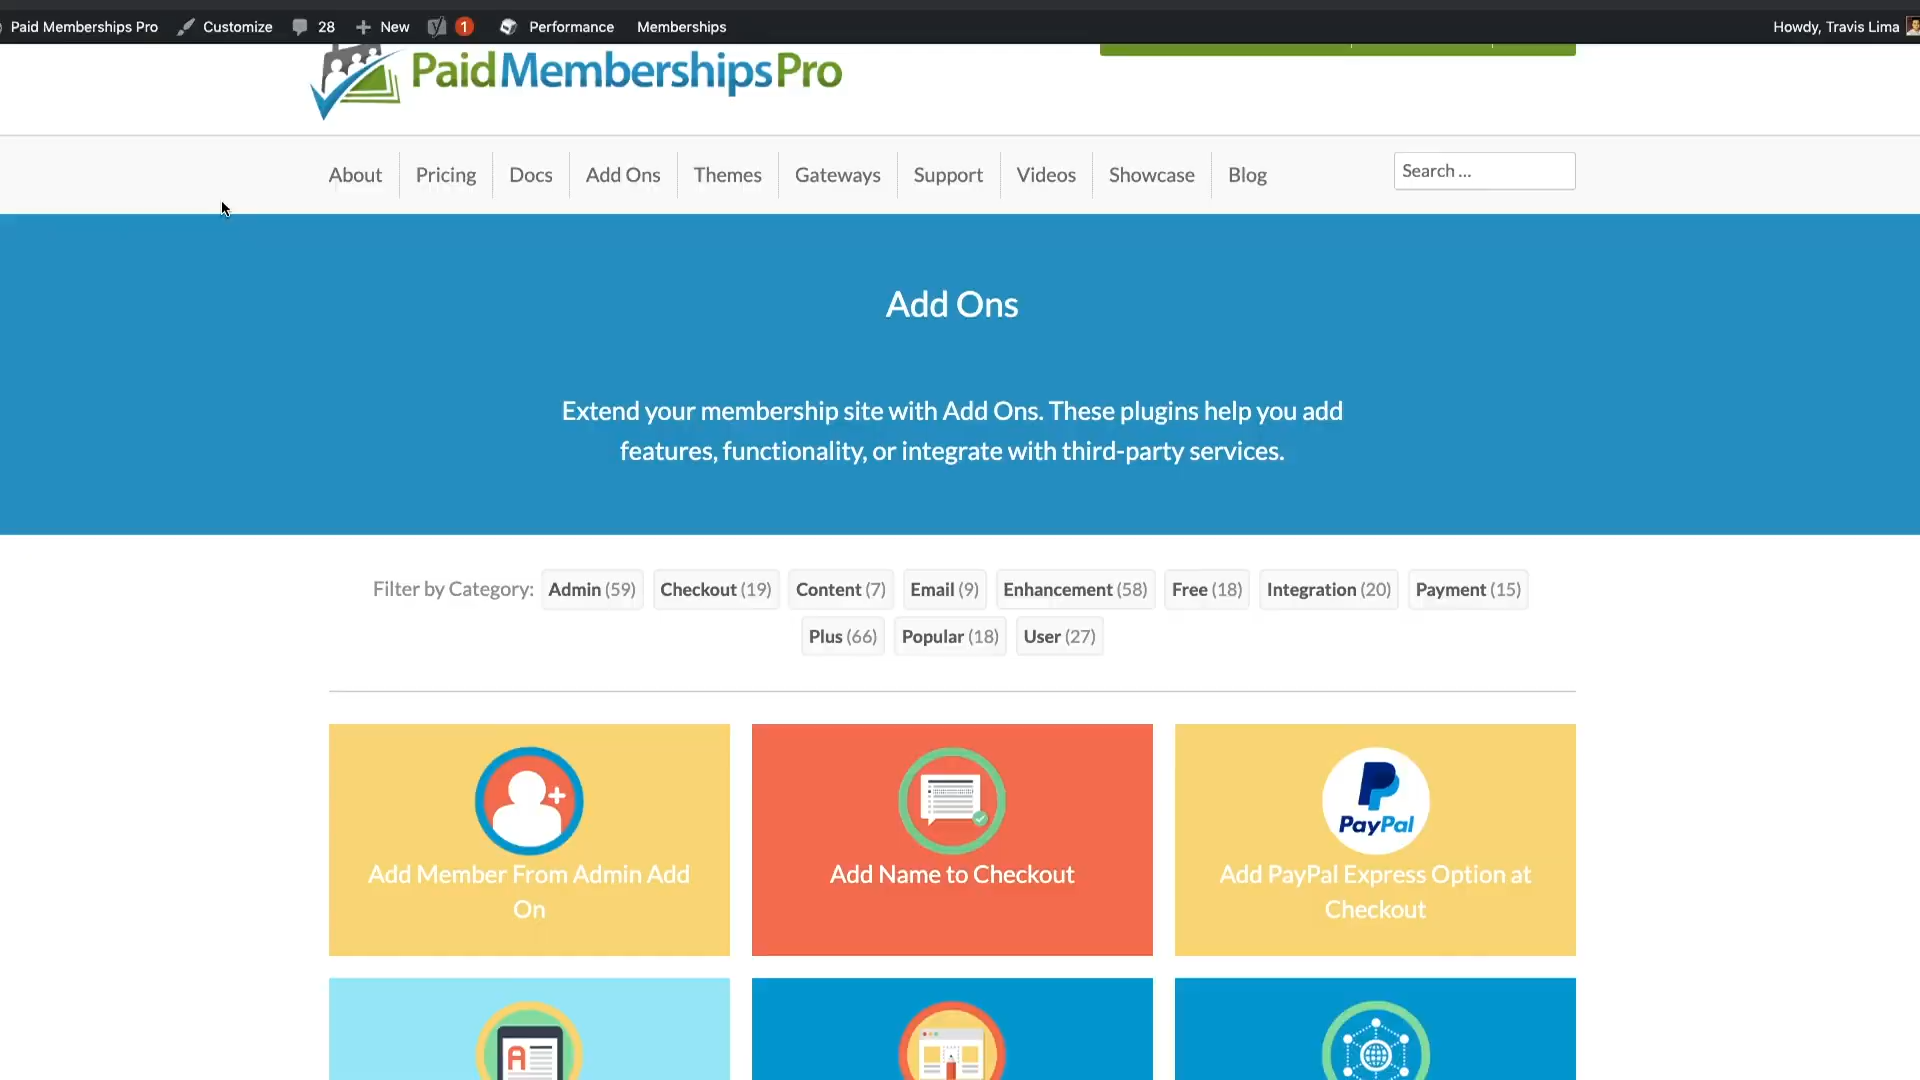 Paid Memberships Pro Customize 28 New 1 Performance Memberships Howdy, Travis Lima
PaidMembershipsPro
About Pricing Docs Add Ons Themes Gateways Support Videos Showcase Blog Search ...
Add Ons
Extend your membership site with Add Ons. These plugins help you add
features, functionality, or integrate with third-party services.
Filter by Category: Admin (59) Checkout (19) Content (7) Email (9) Enhancement (58) Free (18) Integration (20) Payment (15)
Plus (66) Popular (18) User (27)
PayPal
Add Member From Admin Add
On
Add Name to Checkout
Add PayPal Express Option at
Checkout
A